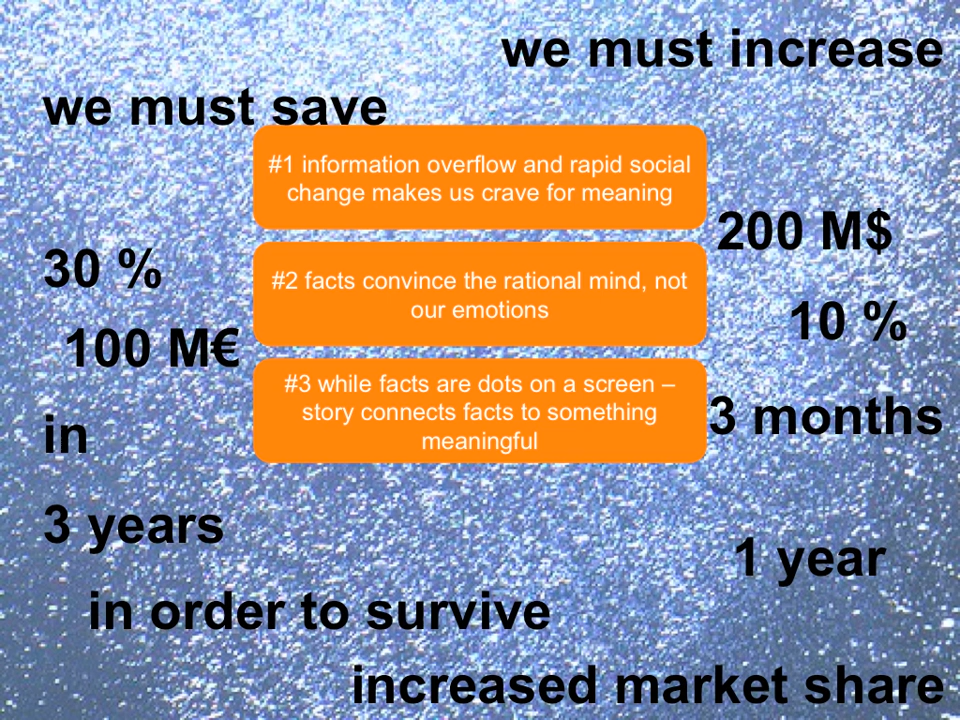 we must increase
we must save
#1 information overflow and rapid social
change makes us crave for meaning
200 M$
30 %
#2 facts convince the rational mind, not
our emotions
10 %
100 M€
#3 while facts are dots on a screen –
story connects facts to something
meaningful
3 months
in
3 years
1 year
in order to survive
increased market share